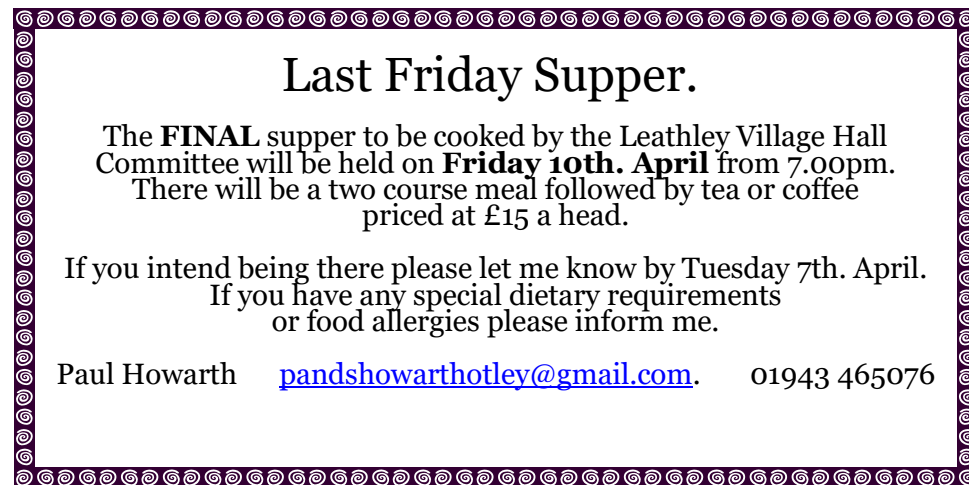 Last Friday Supper.
The FINAL supper to be cooked by the Leathley Village Hall
Committee will be held on Friday 10th. April from 7.00pm.
There will be a two course meal followed by tea or coffee
priced at £15 a head.
If you intend being there please let me know by Tuesday 7th. April.
If you have any special dietary requirements
or food allergies please inform me.
Paul Howarth pandshowarthotley@gmail.com. 01943 465076